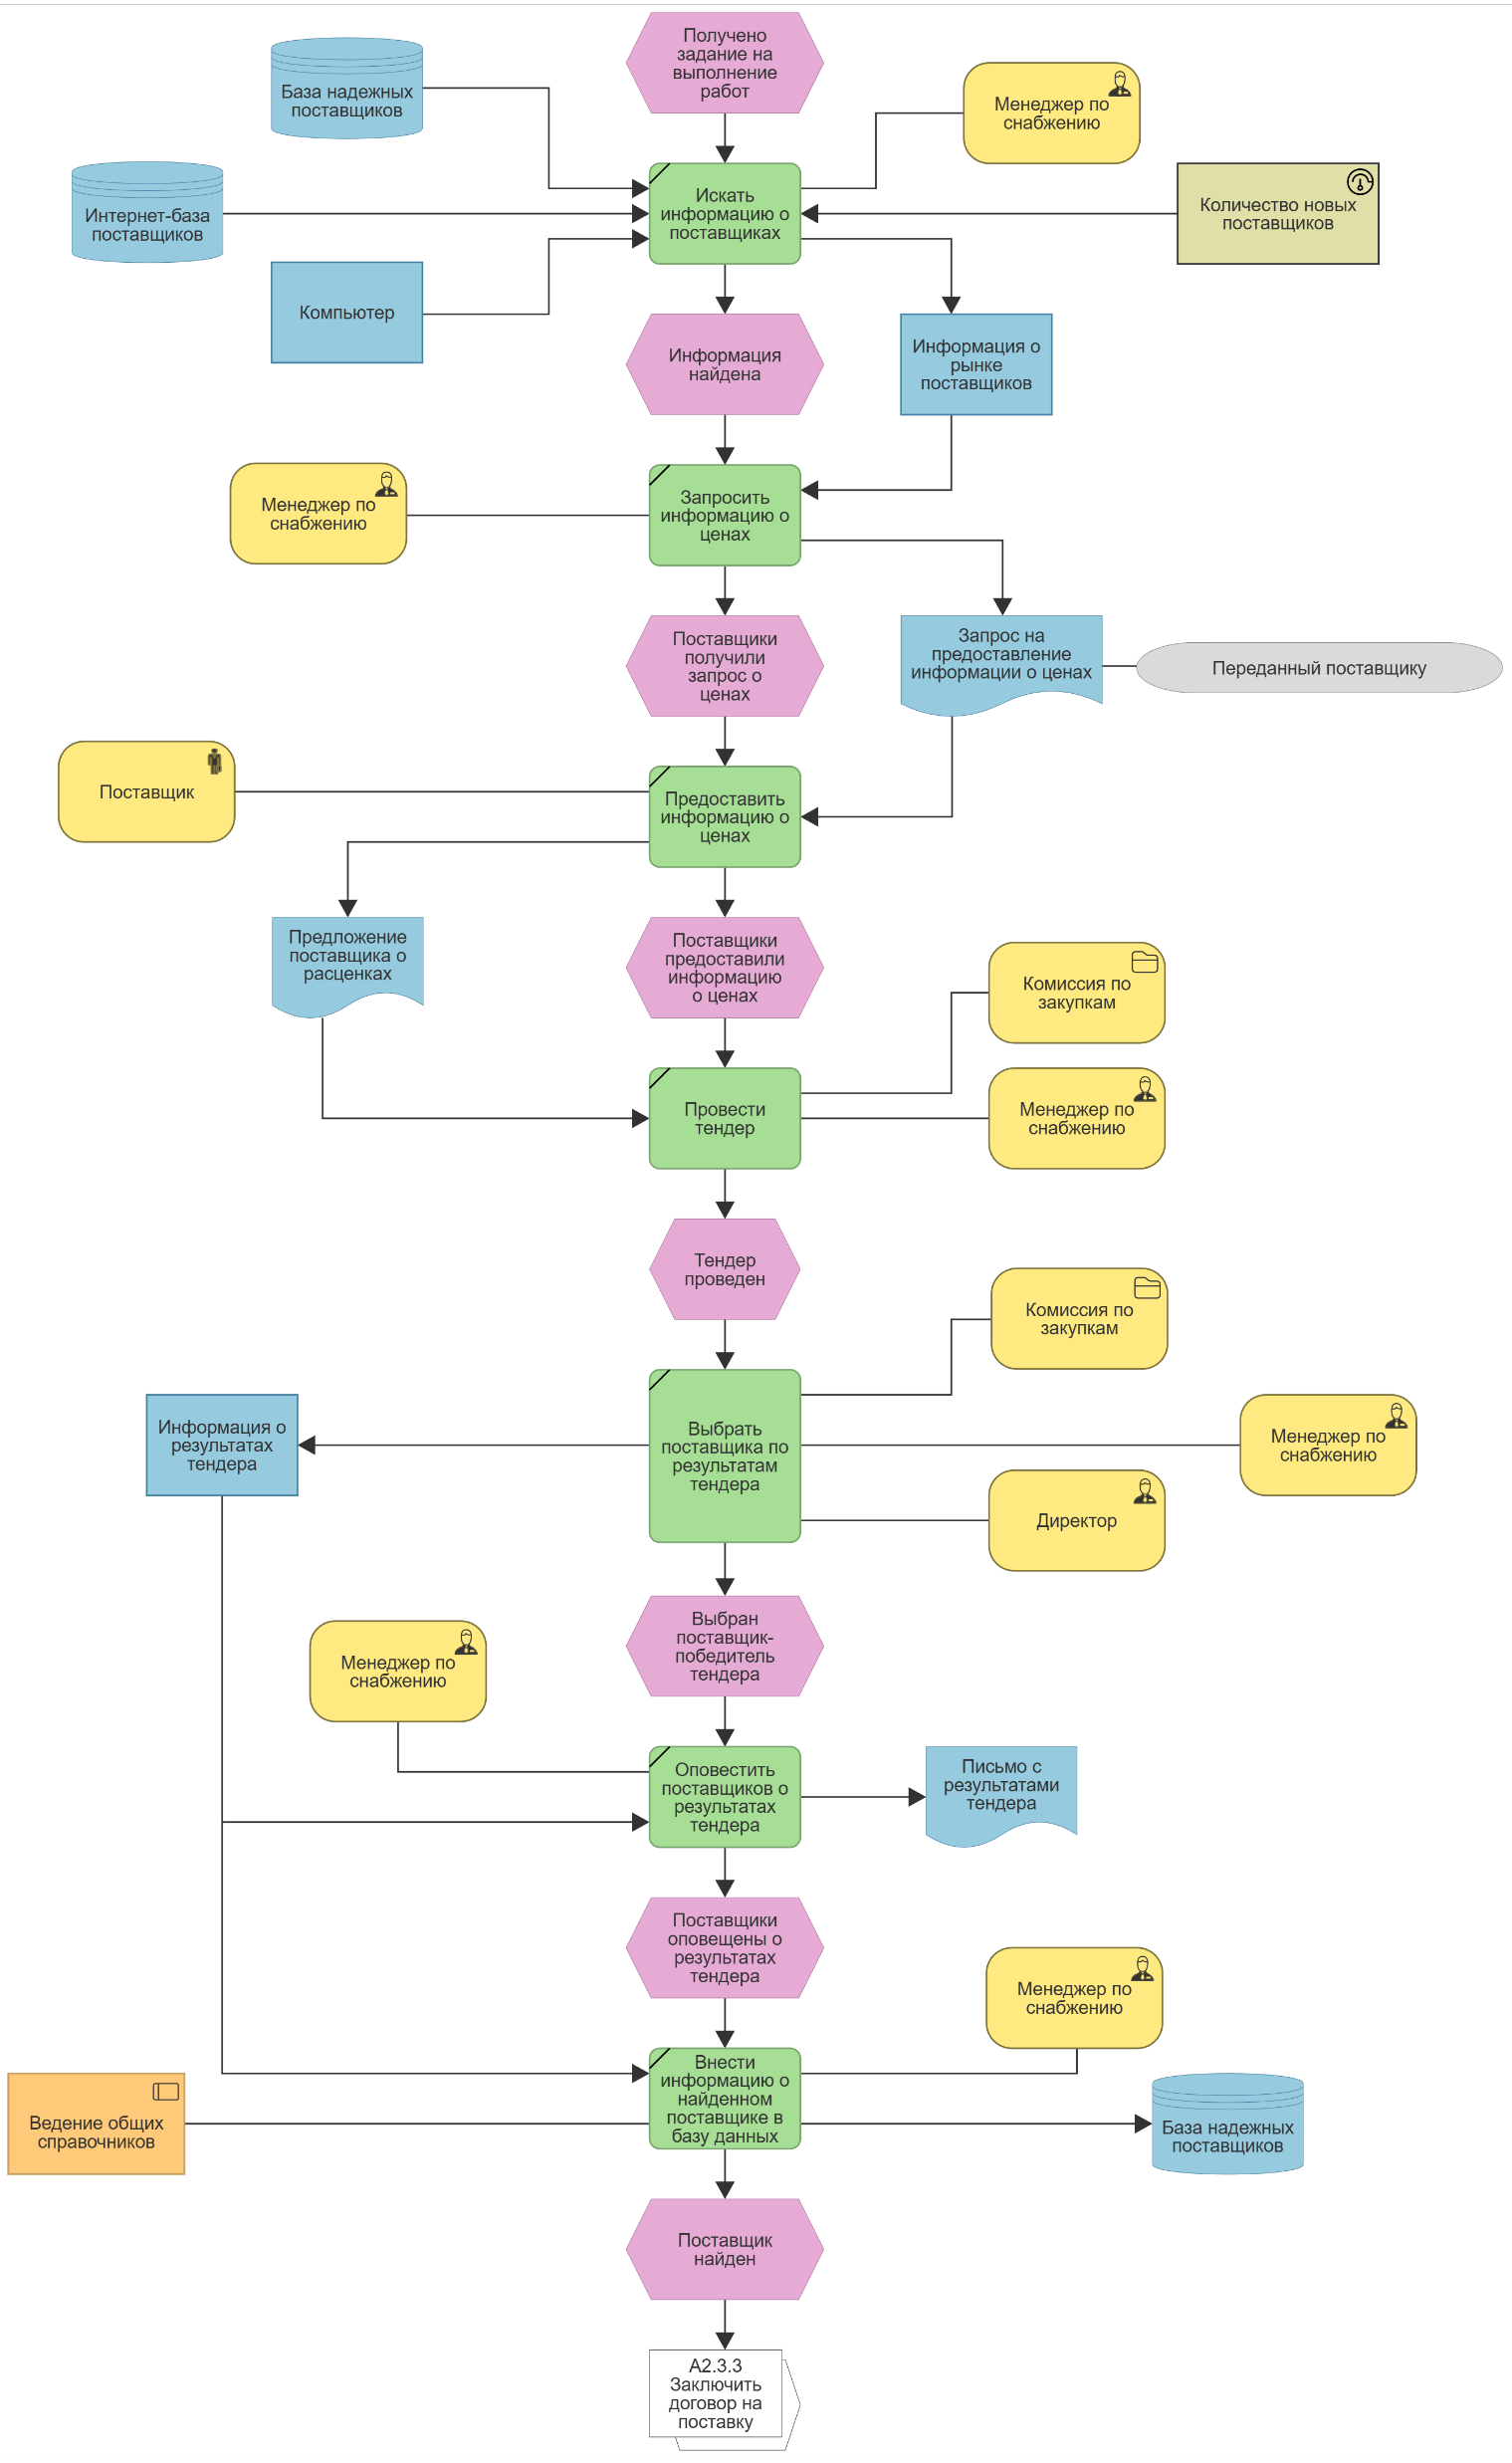 Получено
задание на
выполнение
работ
База надежных
поставщиков
Менеджер по
снабжению
Интернет-база
поставщиков
Искать
информацию о
поставщиках
Количество новых
поставщиков
Компьютер
Информация
найдена
Информация о
рынке
поставщиков
Менеджер по
снабжению
Запросить
информацию о
ценах
Поставщики
получили
запрос о
ценах
Запрос на
предоставление
информации о ценах
Переданный поставщику
Поставщик
Предоставить
информацию о
ценах
Предложение
поставщика о
расценках
Поставщики
предоставили
информацию
о ценах
Комиссия по
закупкам
Провести
тендер
Менеджер по
снабжению
Тендер
проведен
Комиссия по
закупкам
Информация о
результатах
тендера
Выбрать
поставщика по
результатам
тендера
Менеджер по
снабжению
Директор
Выбран
поставщик-
победитель
тендера
Менеджер по
снабжению
Оповестить
поставщиков о
результатах
тендера
Письмо с
результатами
тендера
Поставщики
оповещены о
результатах
тендера
Менеджер по
снабжению
Ведение общих
справочников
Внести
информацию о
найденном
поставщике в
базу данных
База надежных
поставщиков
Поставщик
найден
A2.3.3
Заключить
договор на
поставку